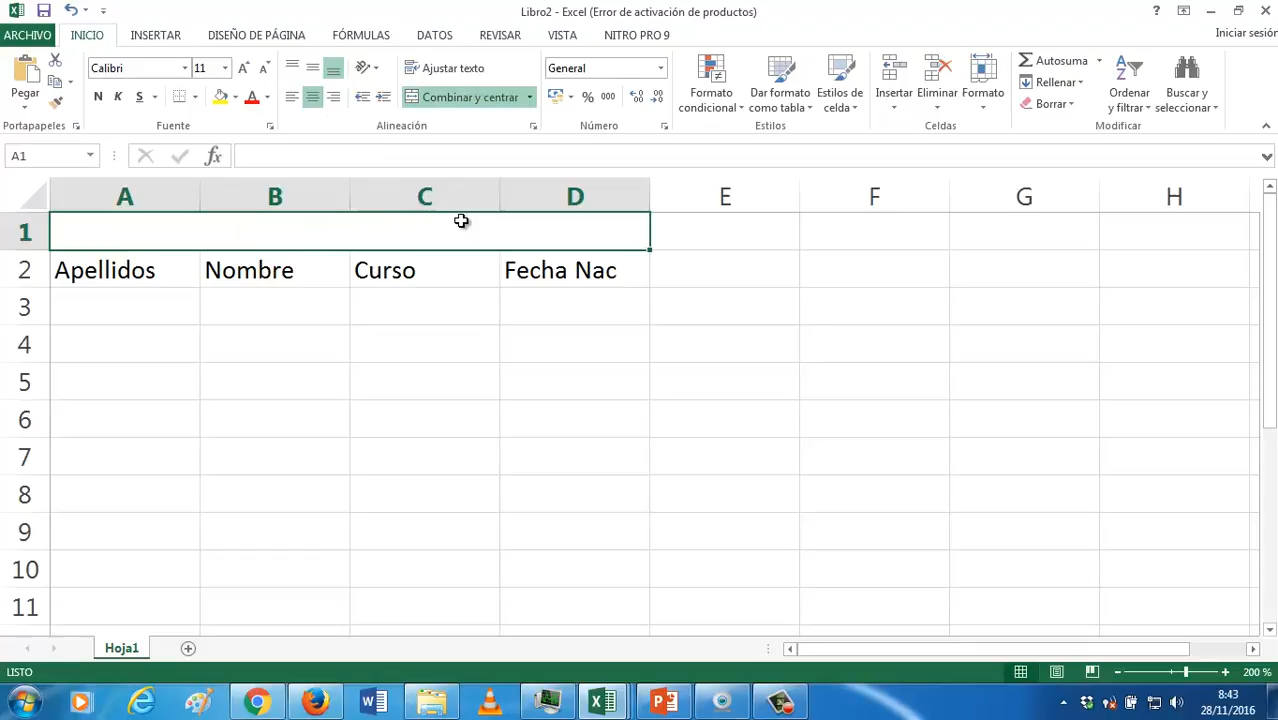 Libro2 - Excel (Error de activación de productos)
ARCHIVO INICIO INSERTAR DISEÑO DE PÁGINA FÓRMULAS DATOS REVISAR VISTA NITRO PRO 9 Iniciar sesión
Pegar
Calibri 11
N K S
Ajustar texto
Combinar y centrar
General
% 000
Formato condicional
Dar formato como tabla
Estilos de celda
Insertar Eliminar Formato
Autosuma
Rellenar
Borrar
Ordenar y filtrar
Buscar y seleccionar
Portapapeles Fuente Alineación Número Estilos Celdas Modificar
A1 fx
A B C D E F G H
1
2 Apellidos Nombre Curso Fecha Nac
3
4
5
6
7
8
9
10
11
Hoja1
LISTO 200 %
8:43
28/11/2016